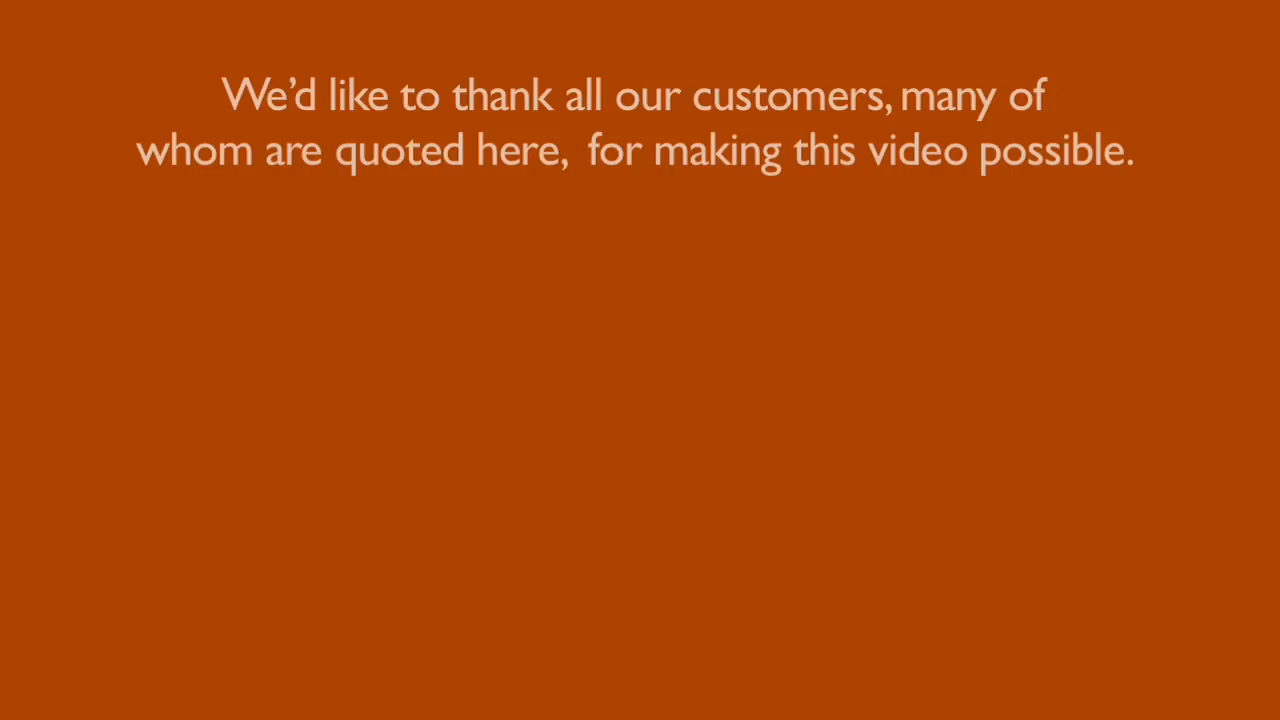 We’d like to thank all our customers, many of
whom are quoted here,  for making this video possible.